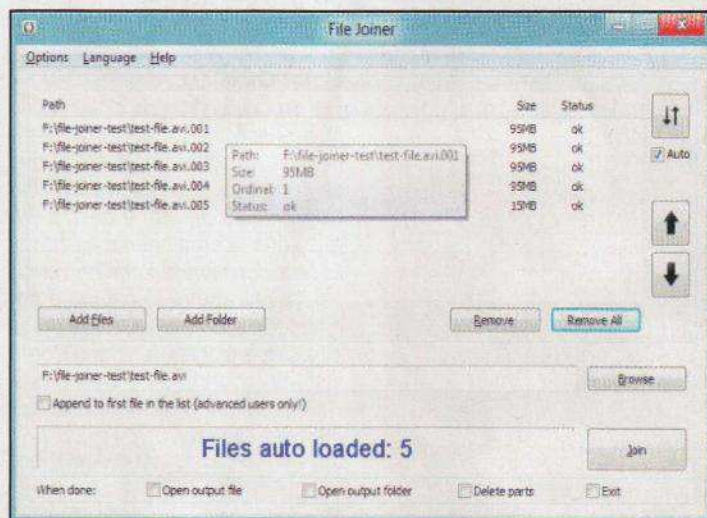 File Joiner
Options Language Help
Path Size Status
F:\file-joiner-test\test-file.avi.001 95MB ok
F:\file-joiner-test\test-file.avi.002 95MB ok
F:\file-joiner-test\test-file.avi.003 95MB ok
F:\file-joiner-test\test-file.avi.004 95MB ok
F:\file-joiner-test\test-file.avi.005 15MB ok
Path: F:\file-joiner-test\test-file.avi.001
Size: 95MB
Ordinal: 1
Status: ok
Auto
Add Files Add Folder Remove Remove All
F:\file-joiner-test\test-file.avi Browse
Append to first file in the list (advanced users only!)
Files auto loaded: 5 Join
When done: Open output file Open output folder Delete parts Exit